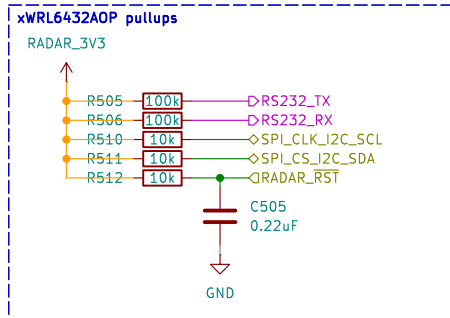 xWRL6432AOP pullups
RADAR_3V3
R505 100k RS232_TX
R506 100k RS232_RX
R510 10k SPI_CLK_I2C_SCL
R511 10k SPI_CS_I2C_SDA
R512 10k RADAR_RST
C505
0.22uF
GND